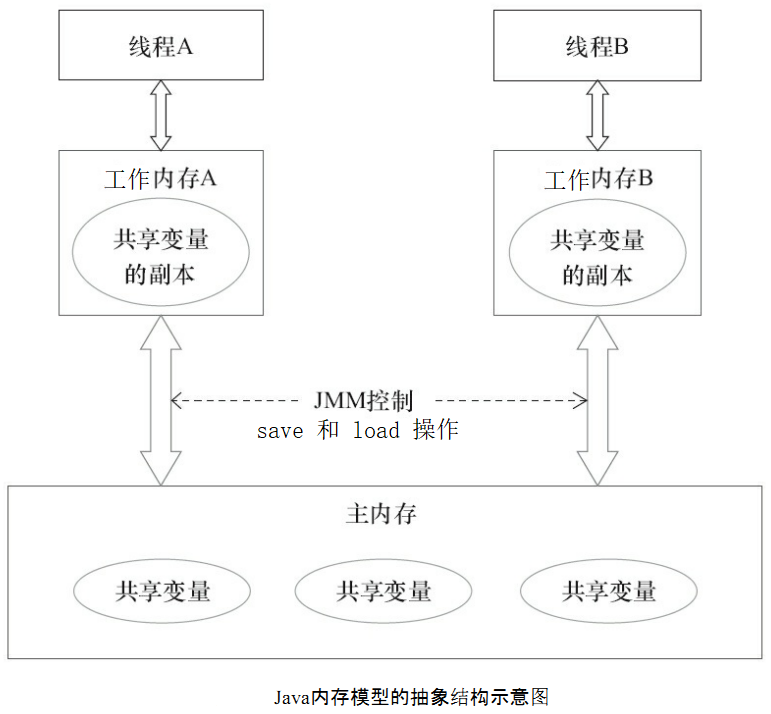 线程A
线程B
工作内存A
工作内存B
共享变量
的副本
共享变量
的副本
JMM控制
save 和 load 操作
主内存
共享变量
共享变量
共享变量
Java内存模型的抽象结构示意图